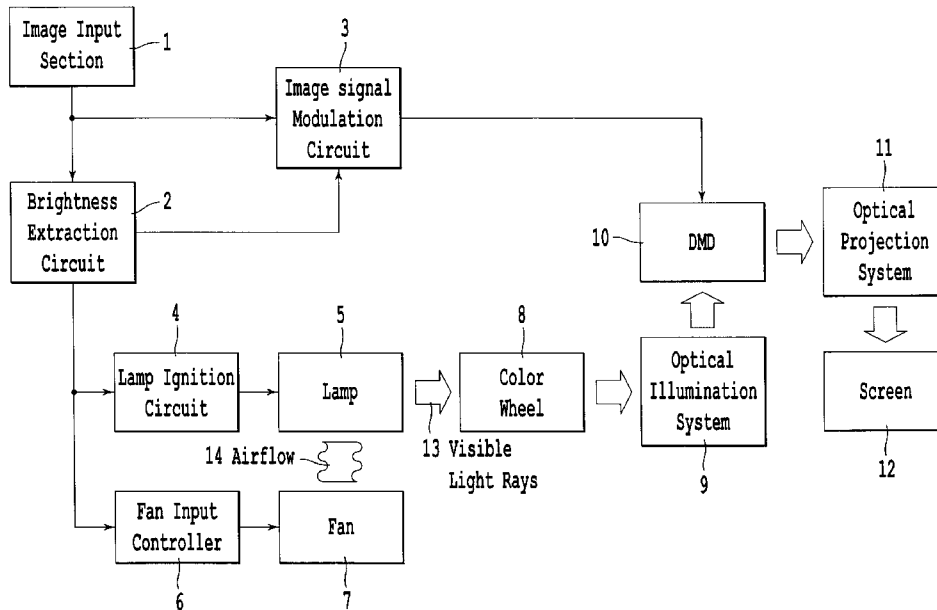 Image Input
Section
1
3
Image signal
Modulation
Circuit
2
Brightness
Extraction
Circuit
10
DMD
11
Optical
Projection
System
4
Lamp Ignition
Circuit
5
Lamp
8
Color
Wheel
Optical
Illumination
System
9
Screen
12
13 Visible
Light Rays
14 Airflow
Fan Input
Controller
6
Fan
7